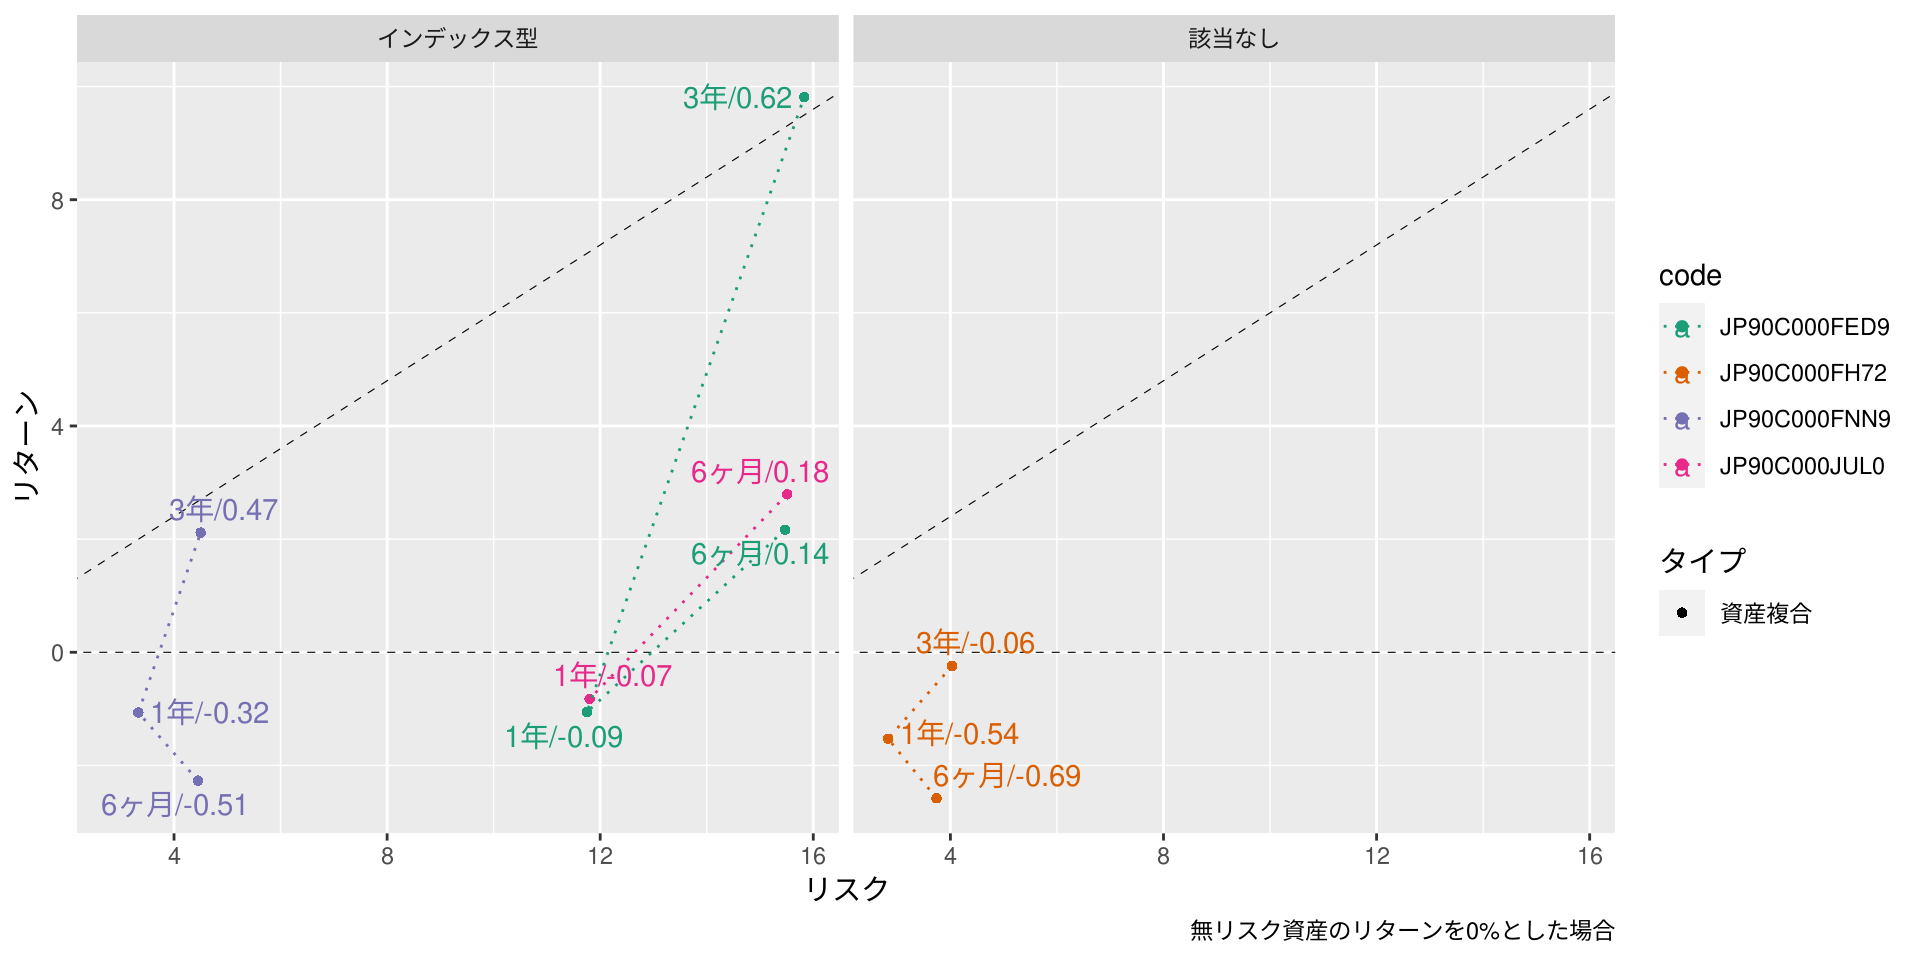 インデックス型
該当なし
3年/0.62
8
4
0
リターン
6ヶ月/0.18
3年/0.47
6ヶ月/0.14
1年/-0.07
1年/-0.32
1年/-0.09
6ヶ月/-0.51
3年/-0.06
1年/-0.54
6ヶ月/-0.69
4
8
12
16
4
8
12
16
リスク
無リスク資産のリターンを0%とした場合
code
a JP90C000FED9
a JP90C000FH72
a JP90C000FNN9
a JP90C000JUL0
タイプ
資産複合